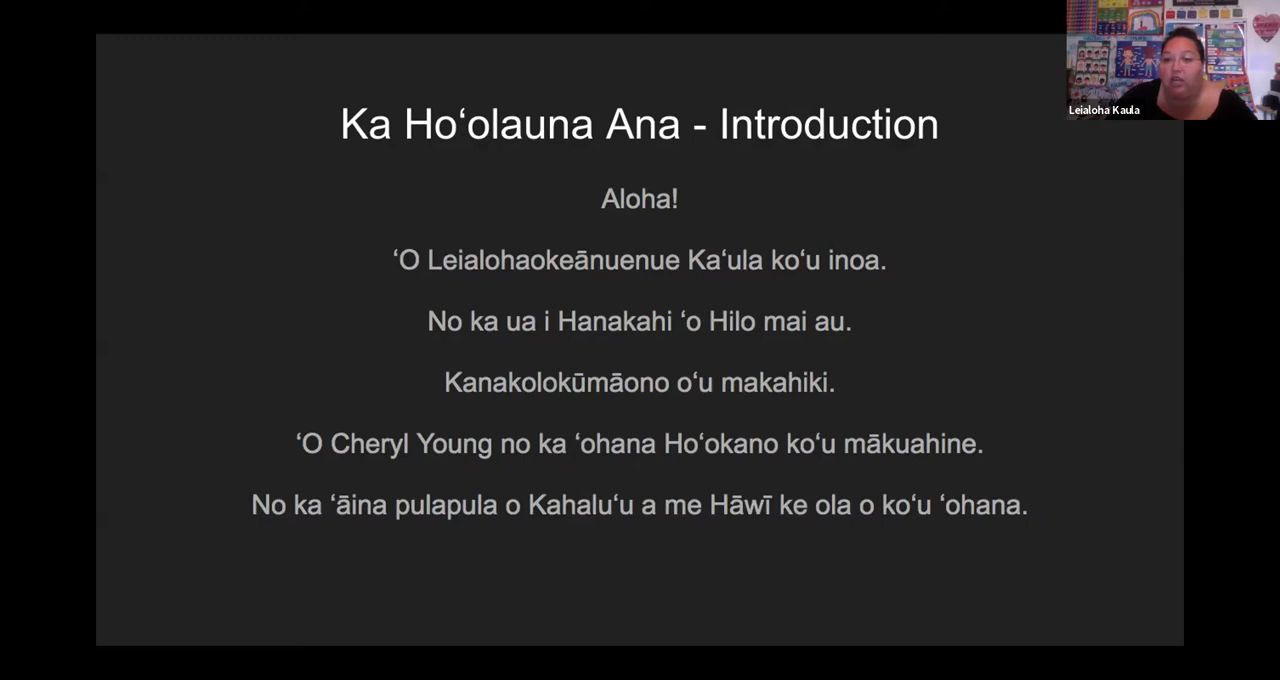 Ka Hoʻolauna Ana - Introduction
Aloha!
ʻO Leialohaokeānuenue Kaʻula koʻu inoa.
No ka ua i Hanakahi ʻo Hilo mai au.
Kanakolokūmāono oʻu makahiki.
ʻO Cheryl Young no ka ʻohana Hoʻokano koʻu mākuahine.
No ka ʻāina pulapula o Kahaluʻu a me Hāwī ke ola o koʻu ʻohana.
Leialoha Kaula